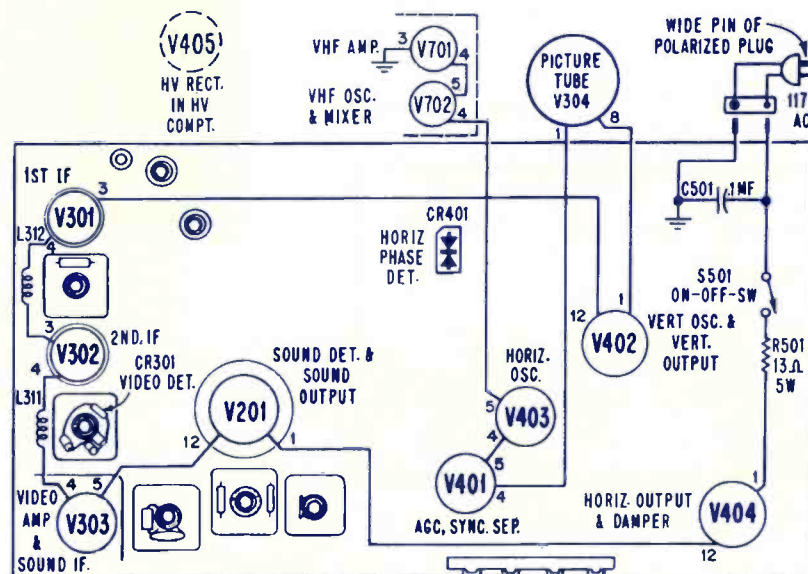 V405
HV RECT.
IN HV
COMPT.
VHF AMP.
3
V701
4
VHF OSC.
& MIXER
5
V702
4
PICTURE
TUBE
V304
1
8
WIDE PIN OF
POLARIZED PLUG
117
AC
1ST IF
3
V301
L312
4
CR401
HORIZ
PHASE
DET.
C501
.1MF
S501
ON-OFF-SW
R501
13Ω
5W
3
V302
4
2ND. IF
CR301
VIDEO DET.
L311
SOUND DET. &
SOUND
OUTPUT
V201
12
1
HORIZ-
OSC.
5
V403
4
12
1
V402
VERT OSC. &
VERT.
OUTPUT
5
V401
4
AGC, SYNC. SEP.
4
5
VIDEO
AMP
&
SOUND IF.
V303
HORIZ- OUTPUT
& DAMPER
1
V404
12